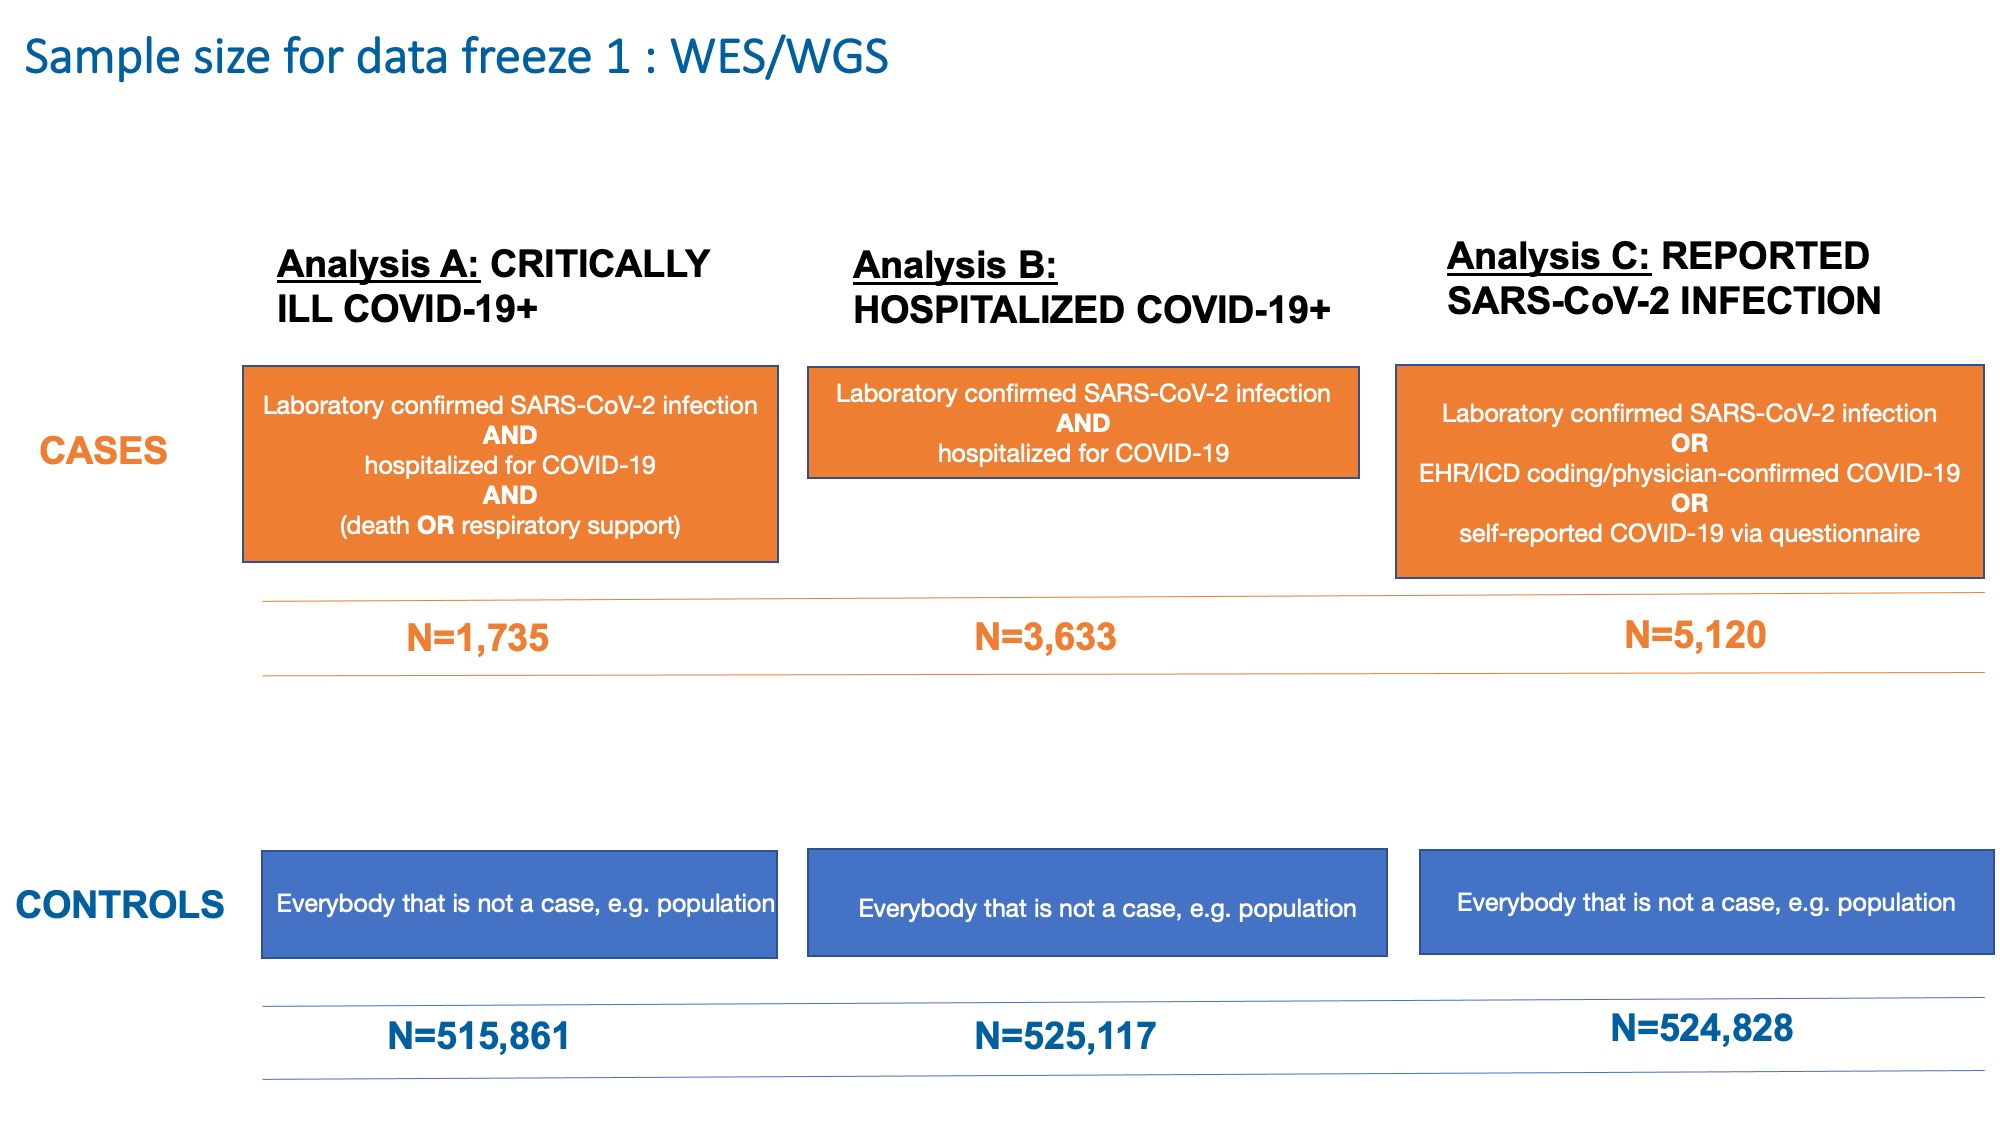 Sample size for data freeze 1 : WES/WGS
Analysis A: CRITICALLY
ILL COVID-19+
Analysis B:
HOSPITALIZED COVID-19+
Analysis C: REPORTED
SARS-CoV-2 INFECTION
CASES
Laboratory confirmed SARS-CoV-2 infection
AND
hospitalized for COVID-19
AND
(death OR respiratory support)
Laboratory confirmed SARS-CoV-2 infection
AND
hospitalized for COVID-19
Laboratory confirmed SARS-CoV-2 infection
OR
EHR/ICD coding/physician-confirmed COVID-19
OR
self-reported COVID-19 via questionnaire
N=1,735
N=3,633
N=5,120
CONTROLS
Everybody that is not a case, e.g. population
Everybody that is not a case, e.g. population
Everybody that is not a case, e.g. population
N=515,861
N=525,117
N=524,828